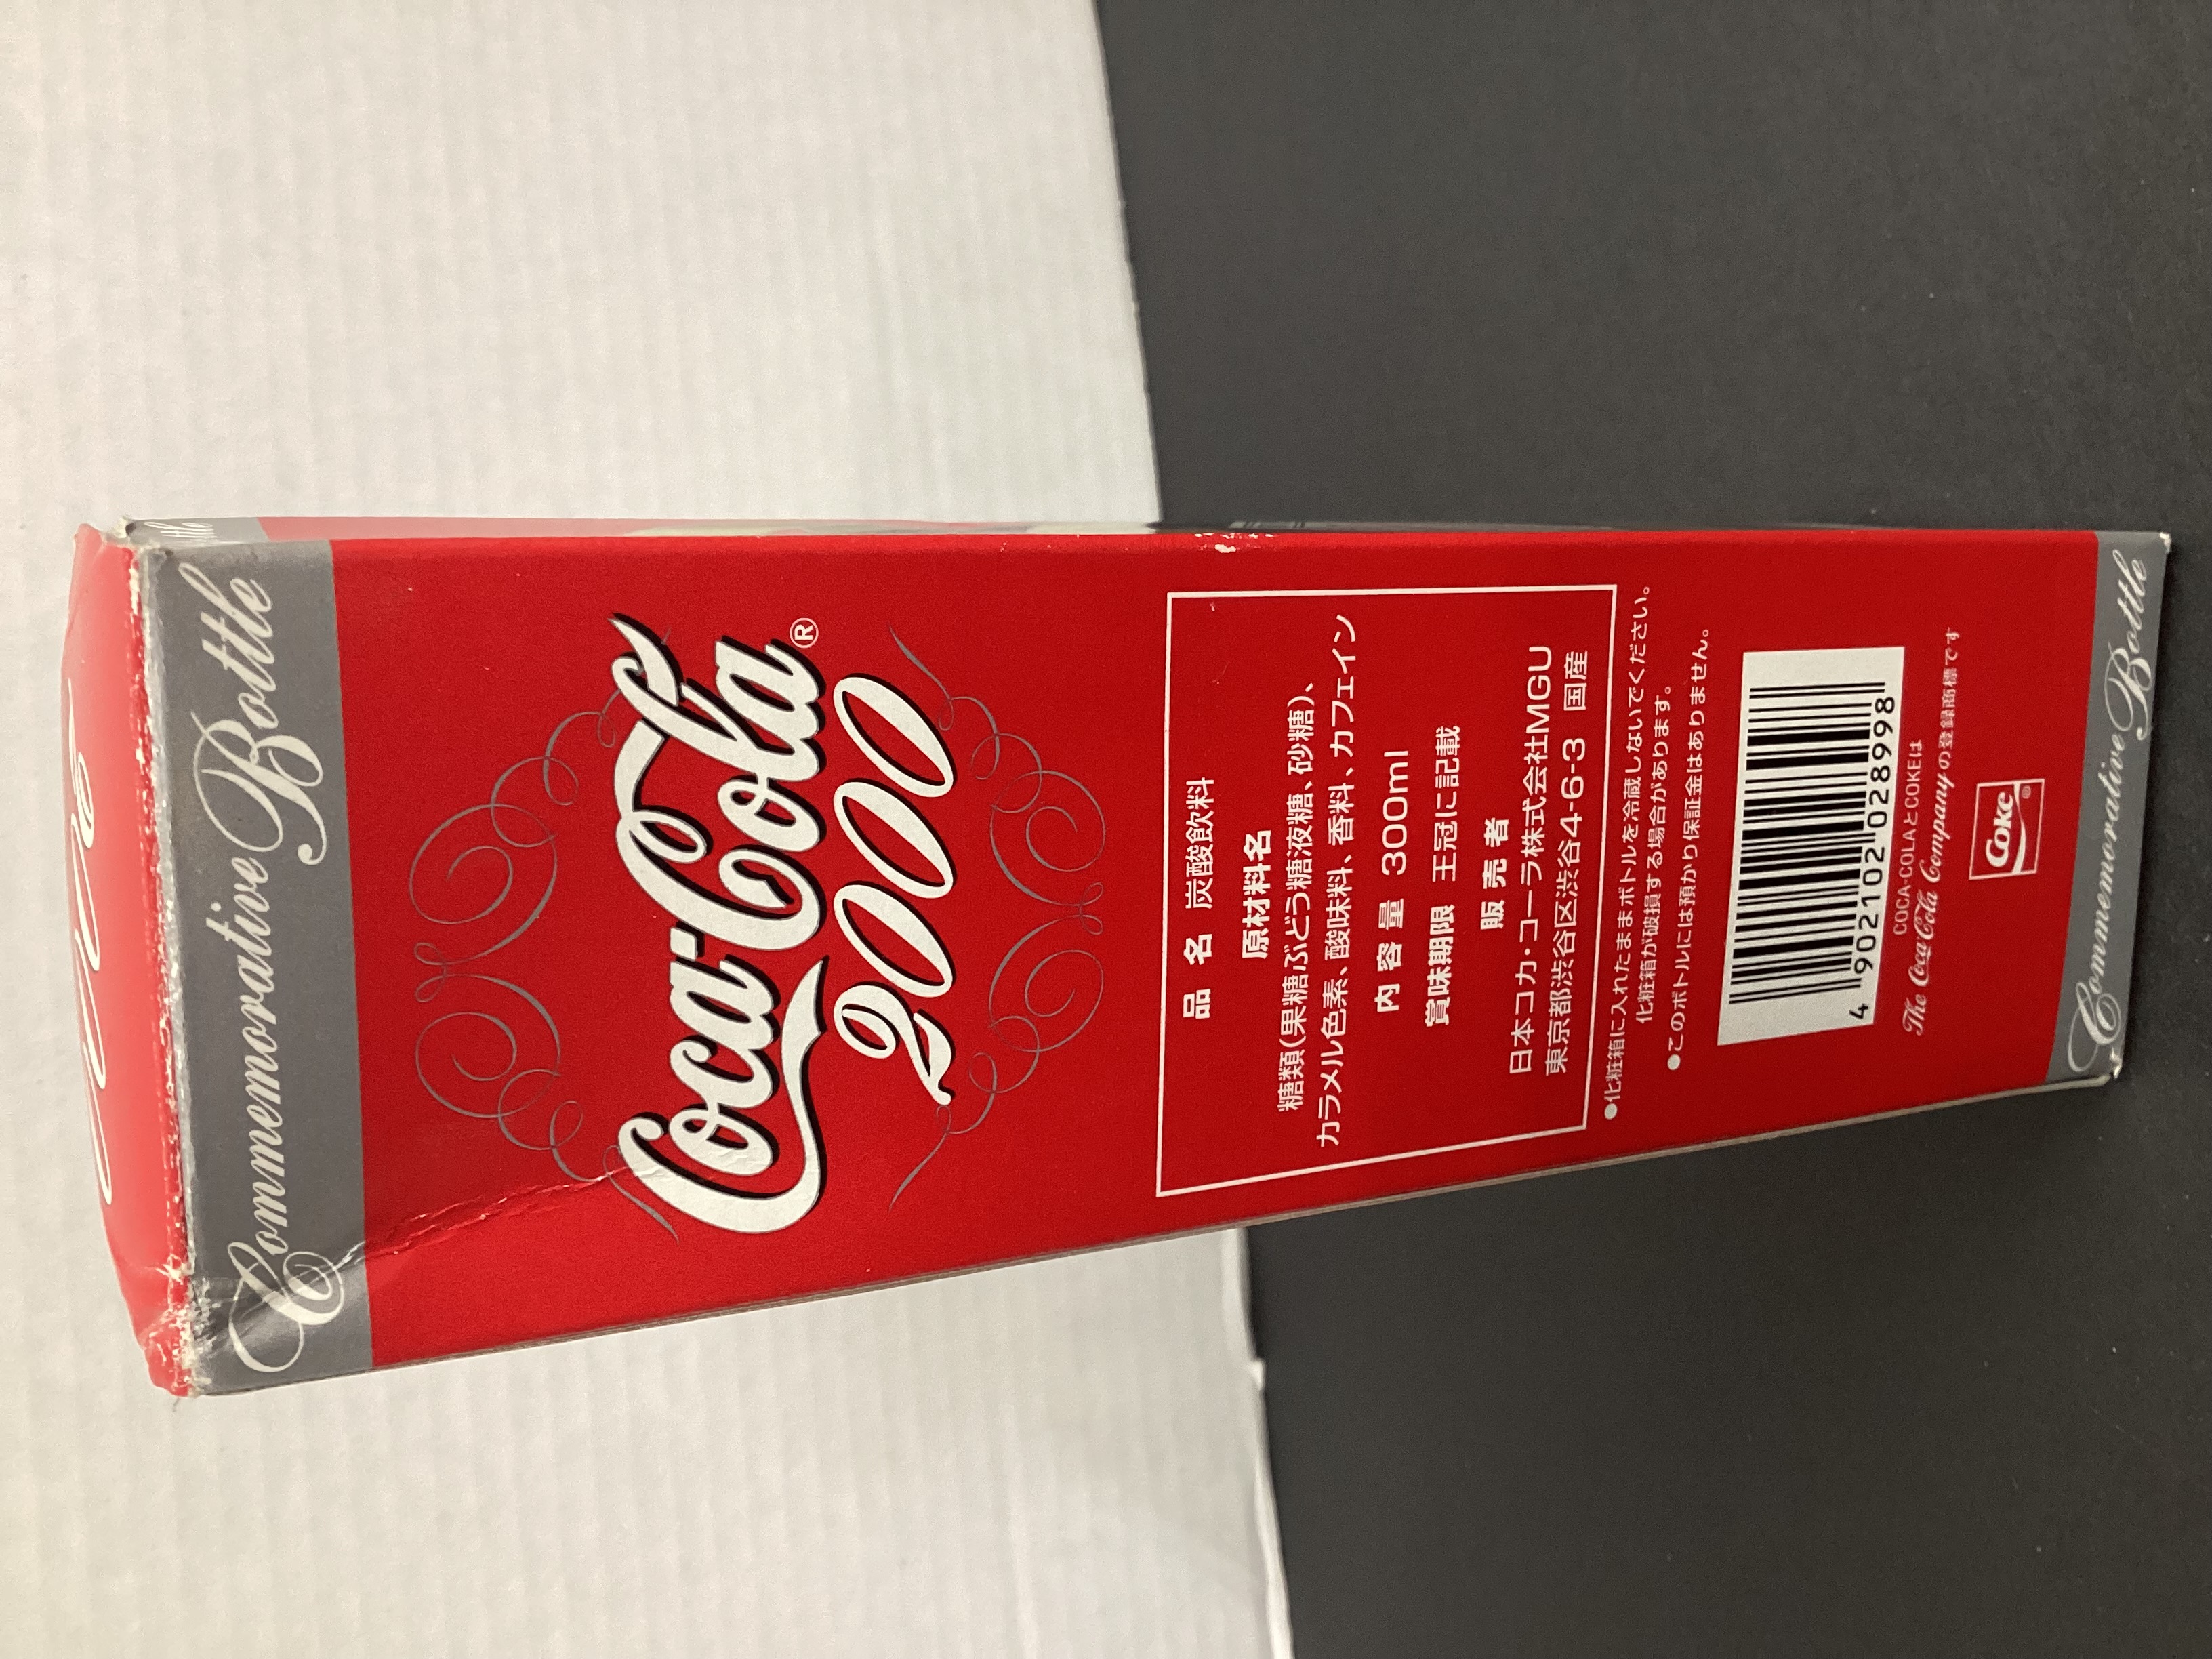 Commemorative Bottle
Coca-Cola®
2000
品 名 炭酸飲料
原材料名
糖類(果糖ぶどう糖液糖、砂糖)、
カラメル色素、酸味料、香料、カフェイン
内 容 量 300ml
賞味期限 王冠に記載
販 売 者
日本コカ・コーラ株式会社MGU
東京都渋谷区渋谷4-6-3 国産
●化粧箱に入れたままボトルを冷蔵しないでください。
化粧箱が破損する場合があります。
●このボトルには預かり保証金はありません。
4 902102 028998
COCA-COLAとCOKEは
The Coca-Cola Companyの登録商標です
Coke®
Commemorative Bottle